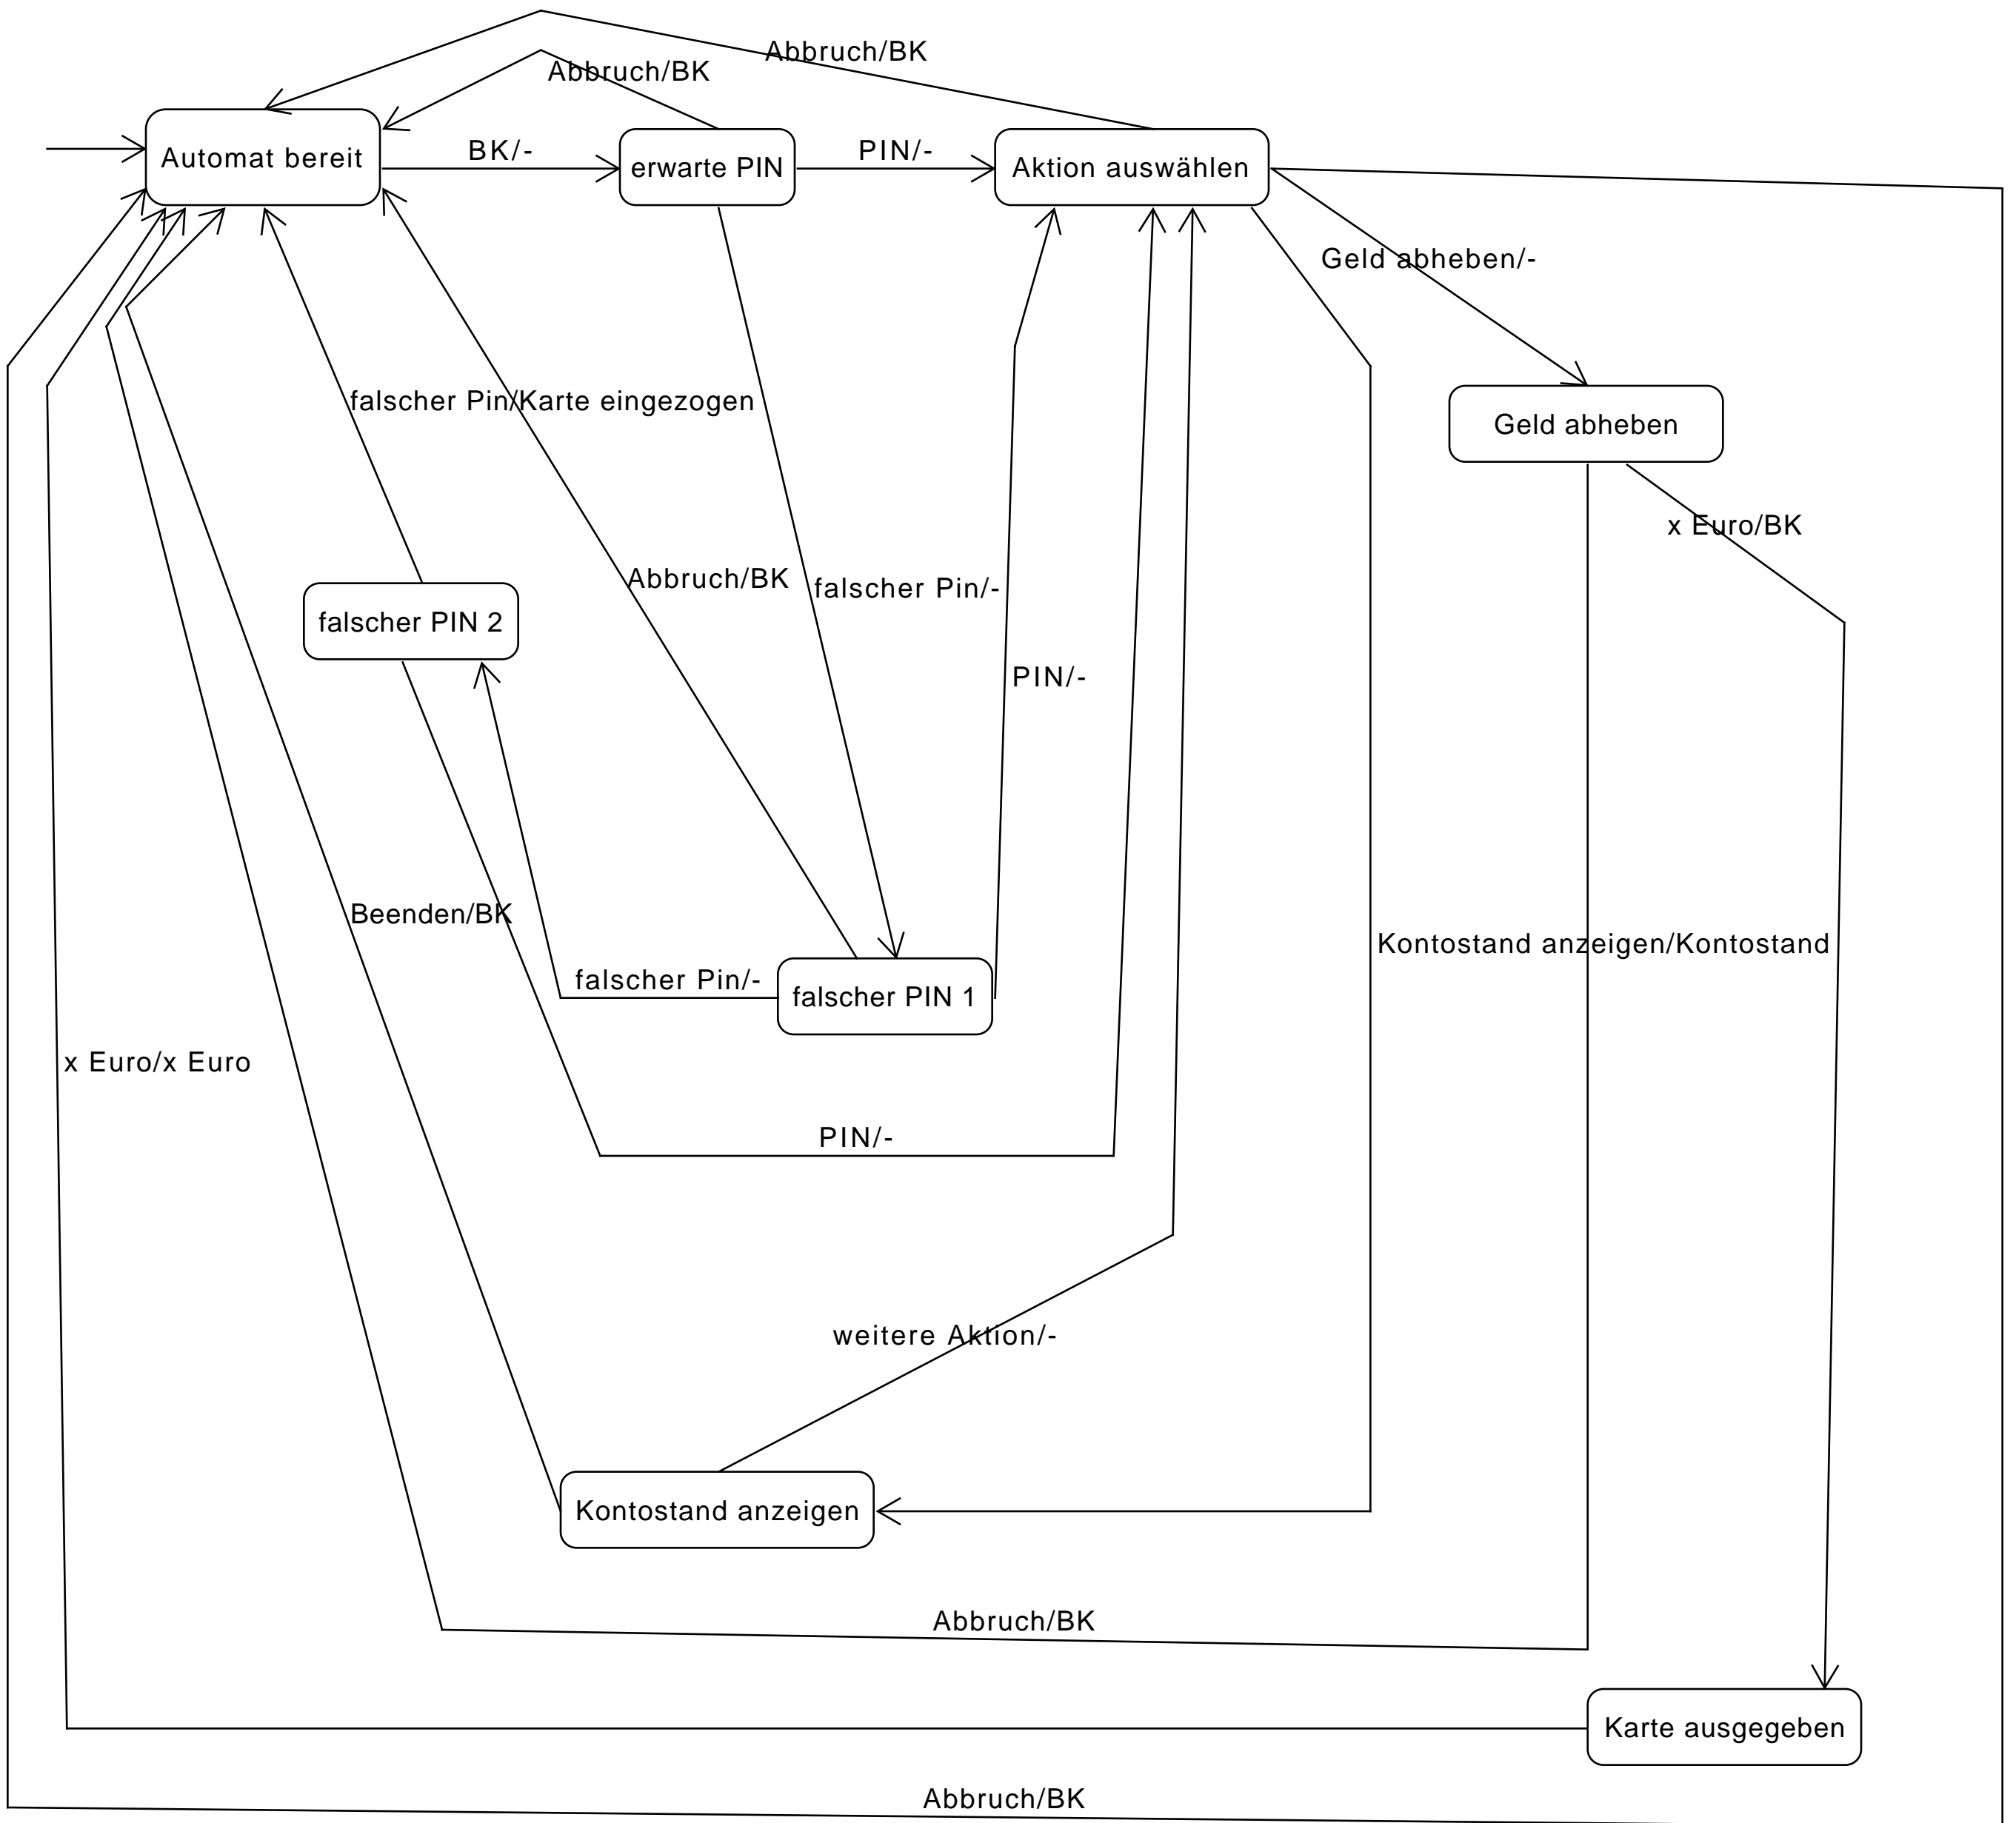 Abbruch/BK
Abbruch/BK
Automat bereit
BK/-
erwarte PIN
PIN/-
Aktion auswählen
Geld abheben/-
falscher Pin/Karte eingezogen
Geld abheben
x Euro/BK
Abbruch/BK
falscher Pin/-
falscher PIN 2
PIN/-
Beenden/BK
Kontostand anzeigen/Kontostand
falscher Pin/-
falscher PIN 1
x Euro/x Euro
PIN/-
weitere Aktion/-
Kontostand anzeigen
Abbruch/BK
Karte ausgegeben
Abbruch/BK